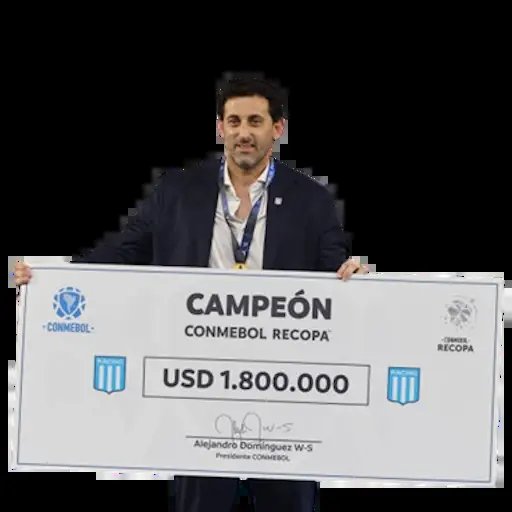 CAMPEÓN
CONMEBOL RECOPA
CONMEBOL
CONMEBOL
RECOPA
RACING
USD 1.800.000
RACING
Alejandro Domínguez W-S
Presidente CONMEBOL